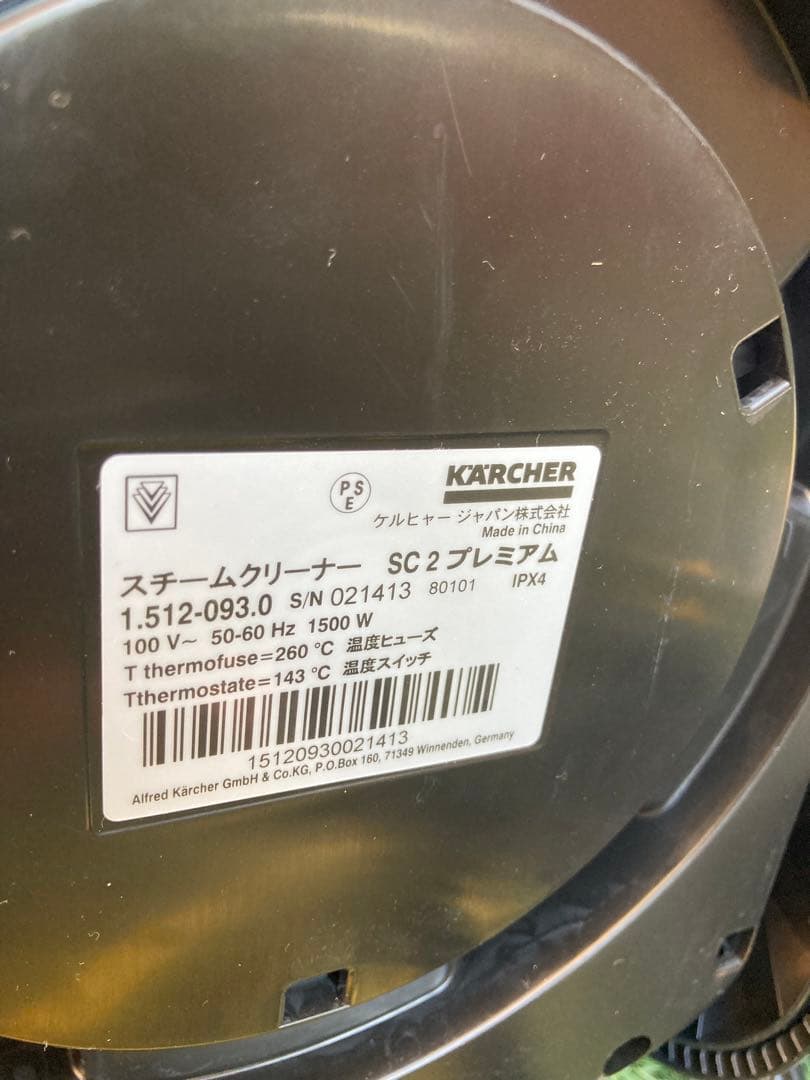 PSE
KÄRCHER
ケルヒャー ジャパン株式会社
Made in China
スチームクリーナー SC 2 プレミアム
1.512-093.0 S/N 021413 80101 IPX4
100 V~ 50-60 Hz 1500 W
T thermofuse=260 °C 温度ヒューズ
Tthermostate=143 °C 温度スイッチ
15120930021413
Alfred Kärcher GmbH & Co.KG, P.O.Box 160, 71349 Winnenden, Germany